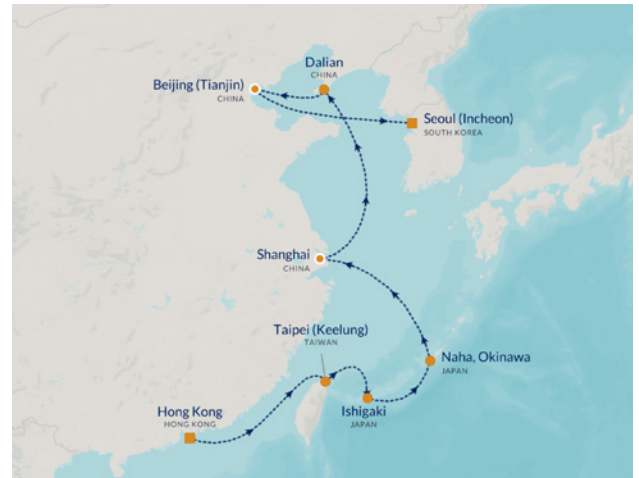 Dalian
CHINA
Beijing (Tianjin)
CHINA
Seoul (Incheon)
SOUTH KOREA
Shanghai
CHINA
Taipei (Keelung)
TAIWAN
Naha, Okinawa
JAPAN
Hong Kong
HONG KONG
Ishigaki
JAPAN